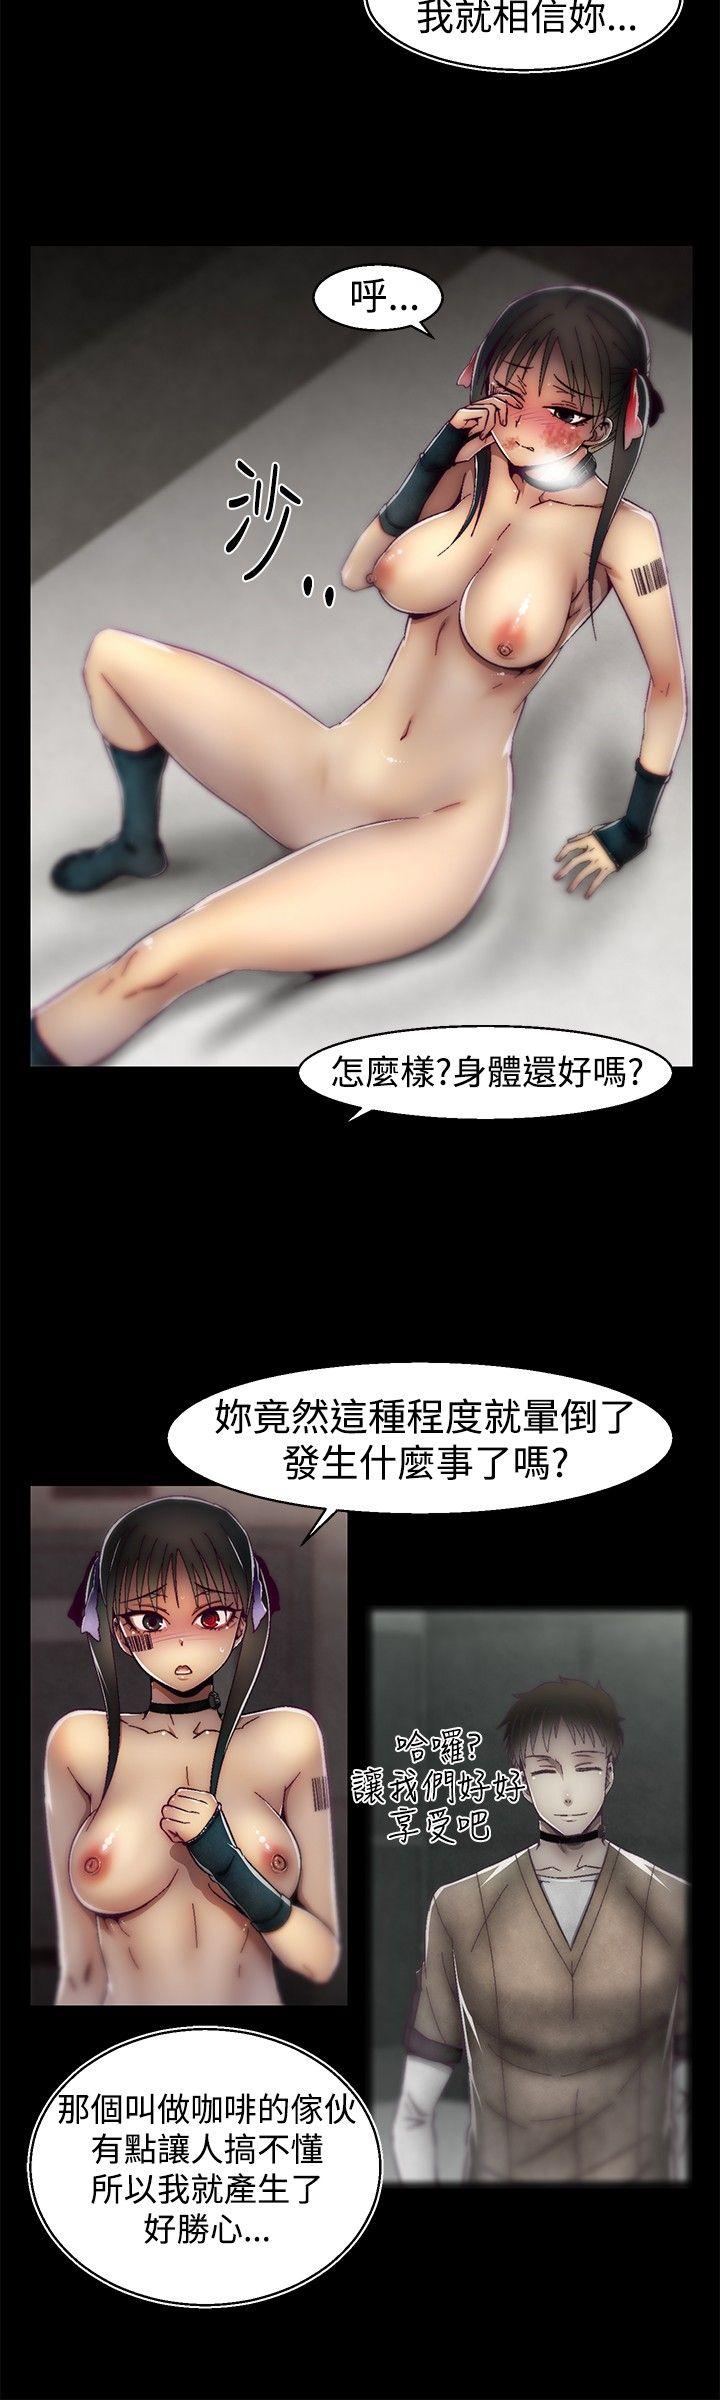 我就相信妳...
呼...
沙
怎麼樣?身體還好嗎?
妳竟然這種程度就暈倒了
發生什麼事了嗎?
哈囉?
讓我們好好
享受吧
那個叫做咖啡的傢伙
有點讓人搞不懂
所以我就產生了
好勝心...